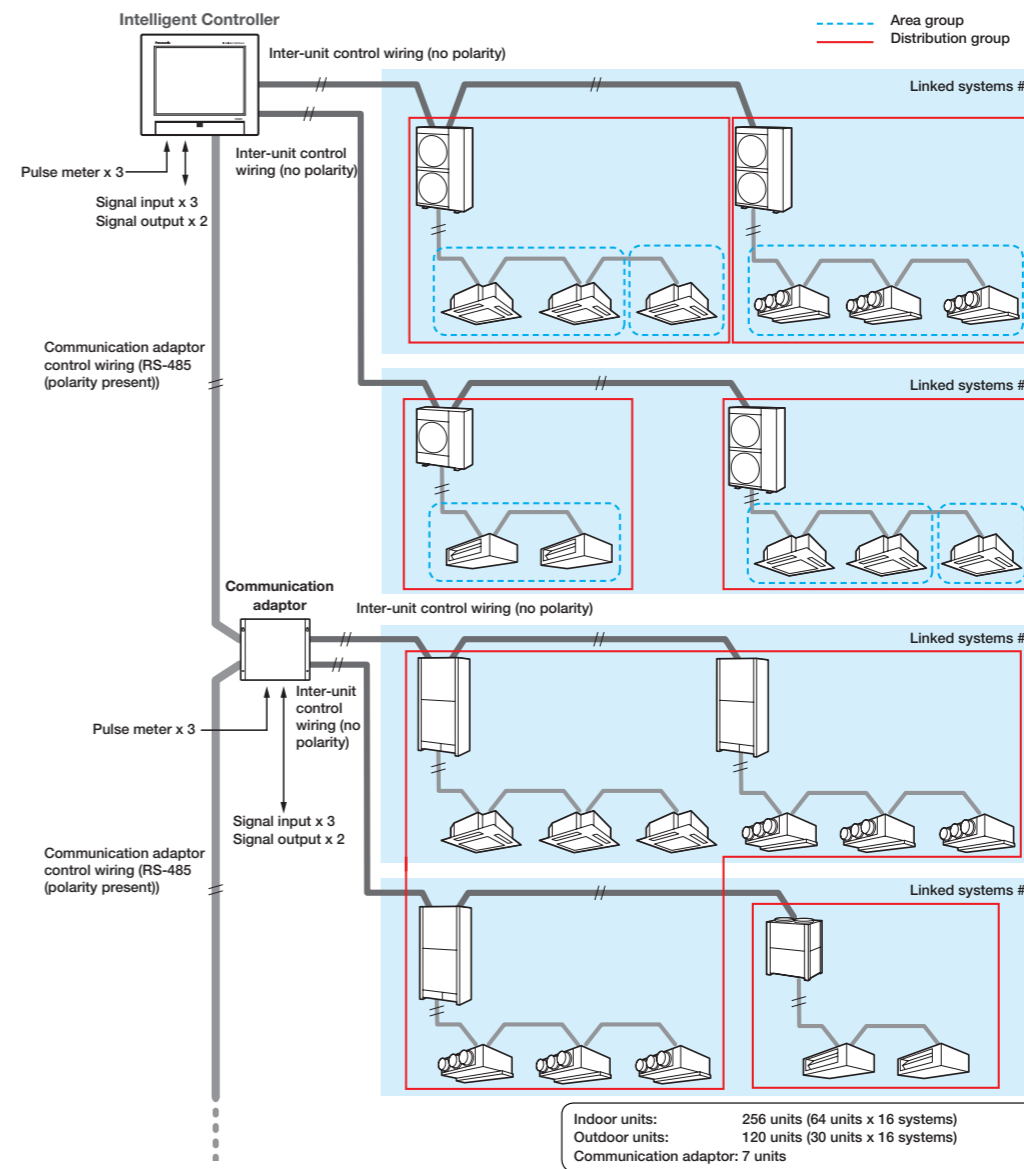 Intelligent Controller
Area group
Distribution group
Inter-unit control wiring (no polarity)
Linked systems #
Pulse meter x 3
Inter-unit control
wiring (no polarity)
Signal input x 3
Signal output x 2
Communication adaptor
control wiring (RS-485
(polarity present))
Linked systems #
Communication
adaptor
Inter-unit control wiring (no polarity)
Linked systems #
Pulse meter x 3
Inter-unit
control
wiring (no
polarity)
Signal input x 3
Signal output x 2
Communication adaptor
control wiring (RS-485
(polarity present))
Linked systems #
Indoor units: 256 units (64 units x 16 systems)
Outdoor units: 120 units (30 units x 16 systems)
Communication adaptor: 7 units